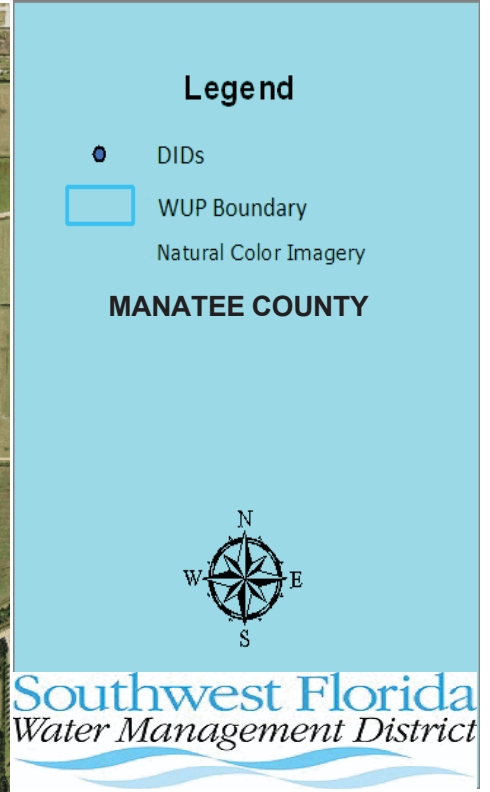 Legend
DIDs
WUP Boundary
Natural Color Imagery
MANATEE COUNTY
N
W E
S
Southwest Florida
Water Management District